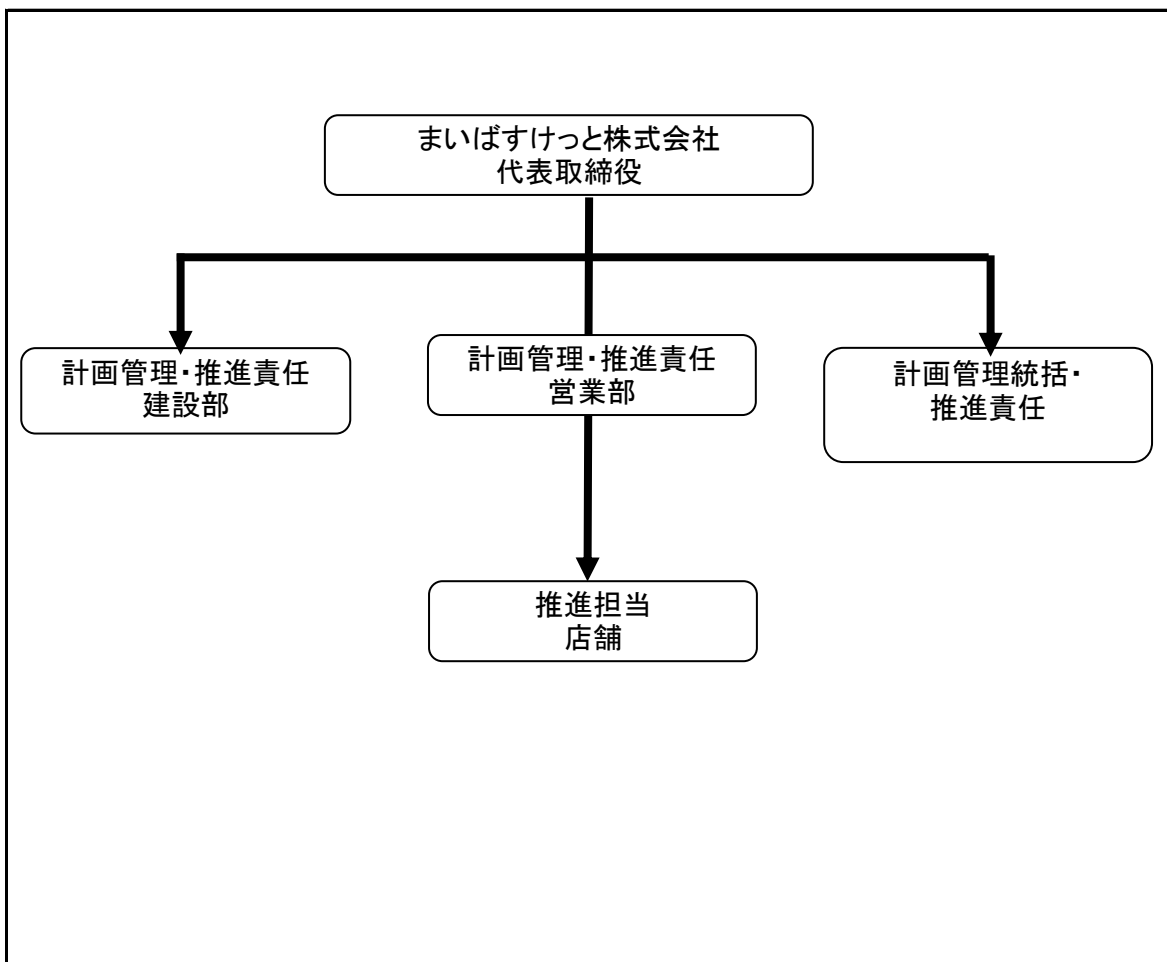 まいばすけっと株式会社
代表取締役
計画管理・推進責任
建設部
計画管理・推進責任
営業部
計画管理統括・
推進責任
推進担当
店舗